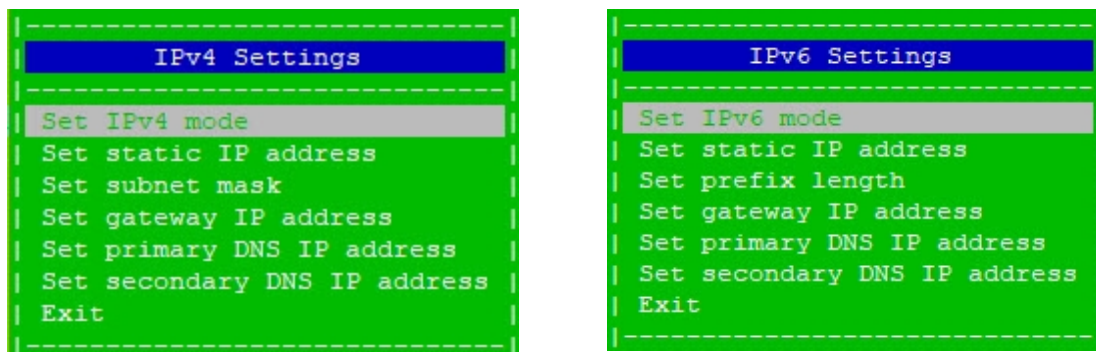 IPv4 Settings
Set IPv4 mode
Set static IP address
Set subnet mask
Set gateway IP address
Set primary DNS IP address
Set secondary DNS IP address
Exit
IPv6 Settings
Set IPv6 mode
Set static IP address
Set prefix length
Set gateway IP address
Set primary DNS IP address
Set secondary DNS IP address
Exit